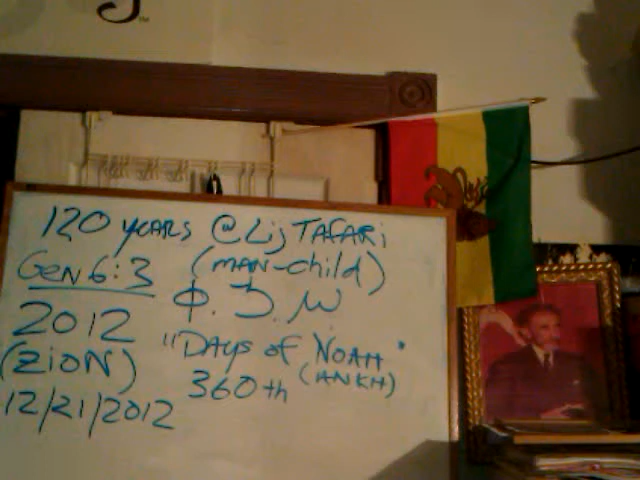 120 YEARS @LIJ TAFARI
GEN 6:3 (MAN-CHILD)
2012 ቀ.ኃ.ሥ
(ZION) "DAYS of NOAH"
360th (ANKH)
12/21/2012